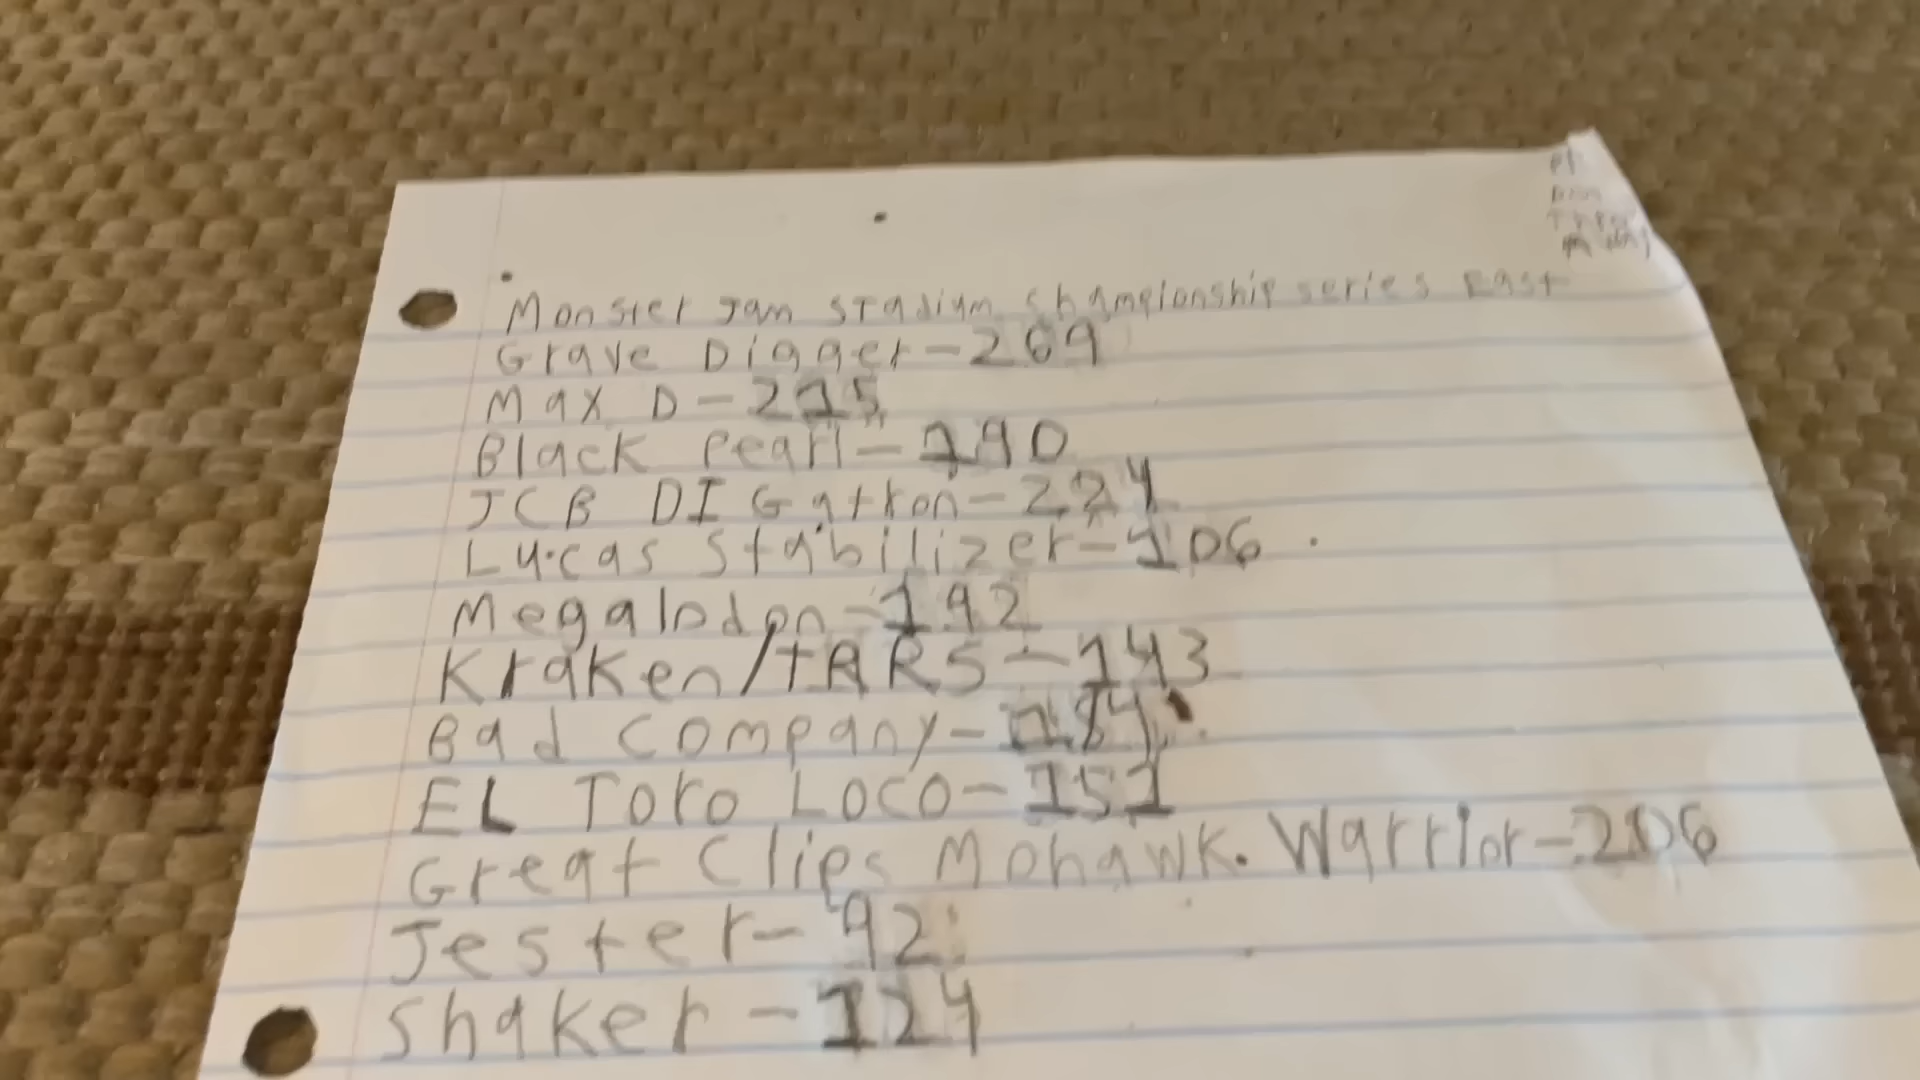 Monster Jam Stadium Championship series East
Grave Digger-269
Max D-215
Black Pearl-190
JCB DIGatron-224
Lucas Stabilizer-106
Megalodon-192
Kraken/TARS-143
Bad Company-184
EL Toro Loco-151
Great Clips Mohawk Warrior-206
Jester-92
Shaker-124